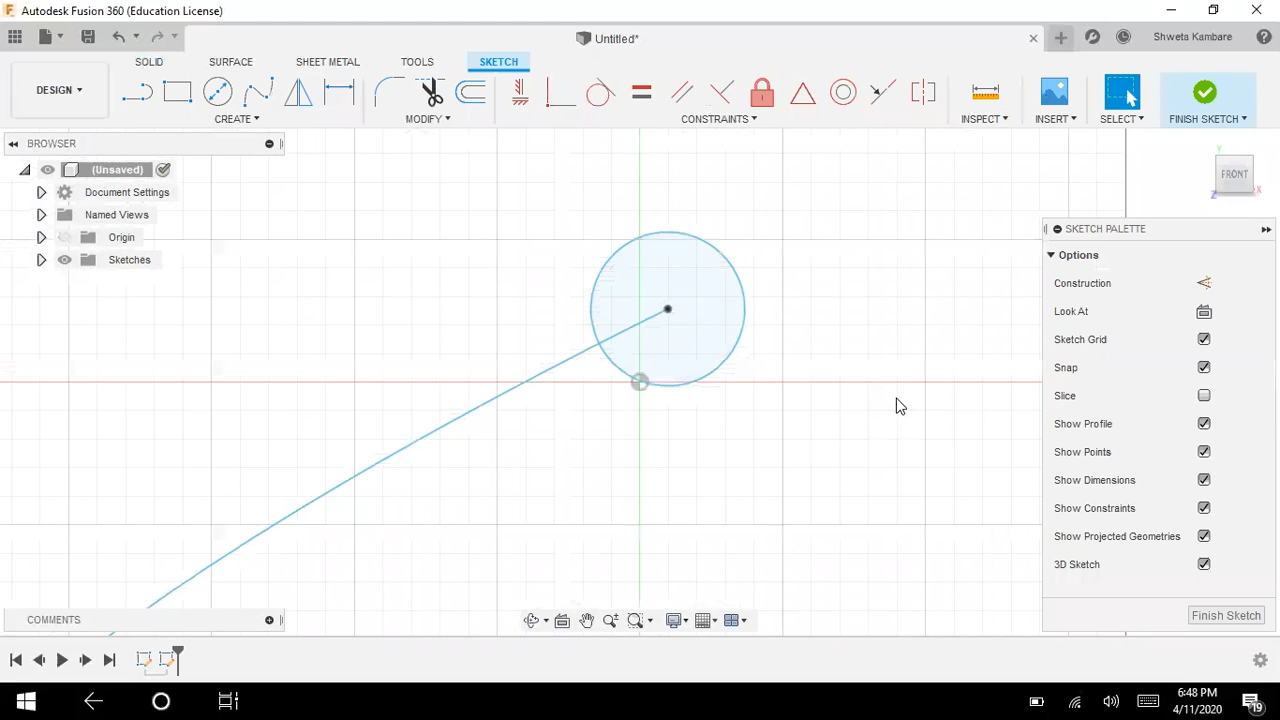 Autodesk Fusion 360 (Education License)
Untitled*
Shweta Kambare
SOLID SURFACE SHEET METAL TOOLS SKETCH
DESIGN
CREATE MODIFY CONSTRAINTS INSPECT INSERT SELECT FINISH SKETCH
BROWSER
(Unsaved)
Document Settings
Named Views
Origin
Sketches
Y
FRONT
X
Z
SKETCH PALETTE
Options
Construction
Look At
Sketch Grid
Snap
Slice
Show Profile
Show Points
Show Dimensions
Show Constraints
Show Projected Geometries
3D Sketch
Finish Sketch
COMMENTS
6:48 PM
4/11/2020
19